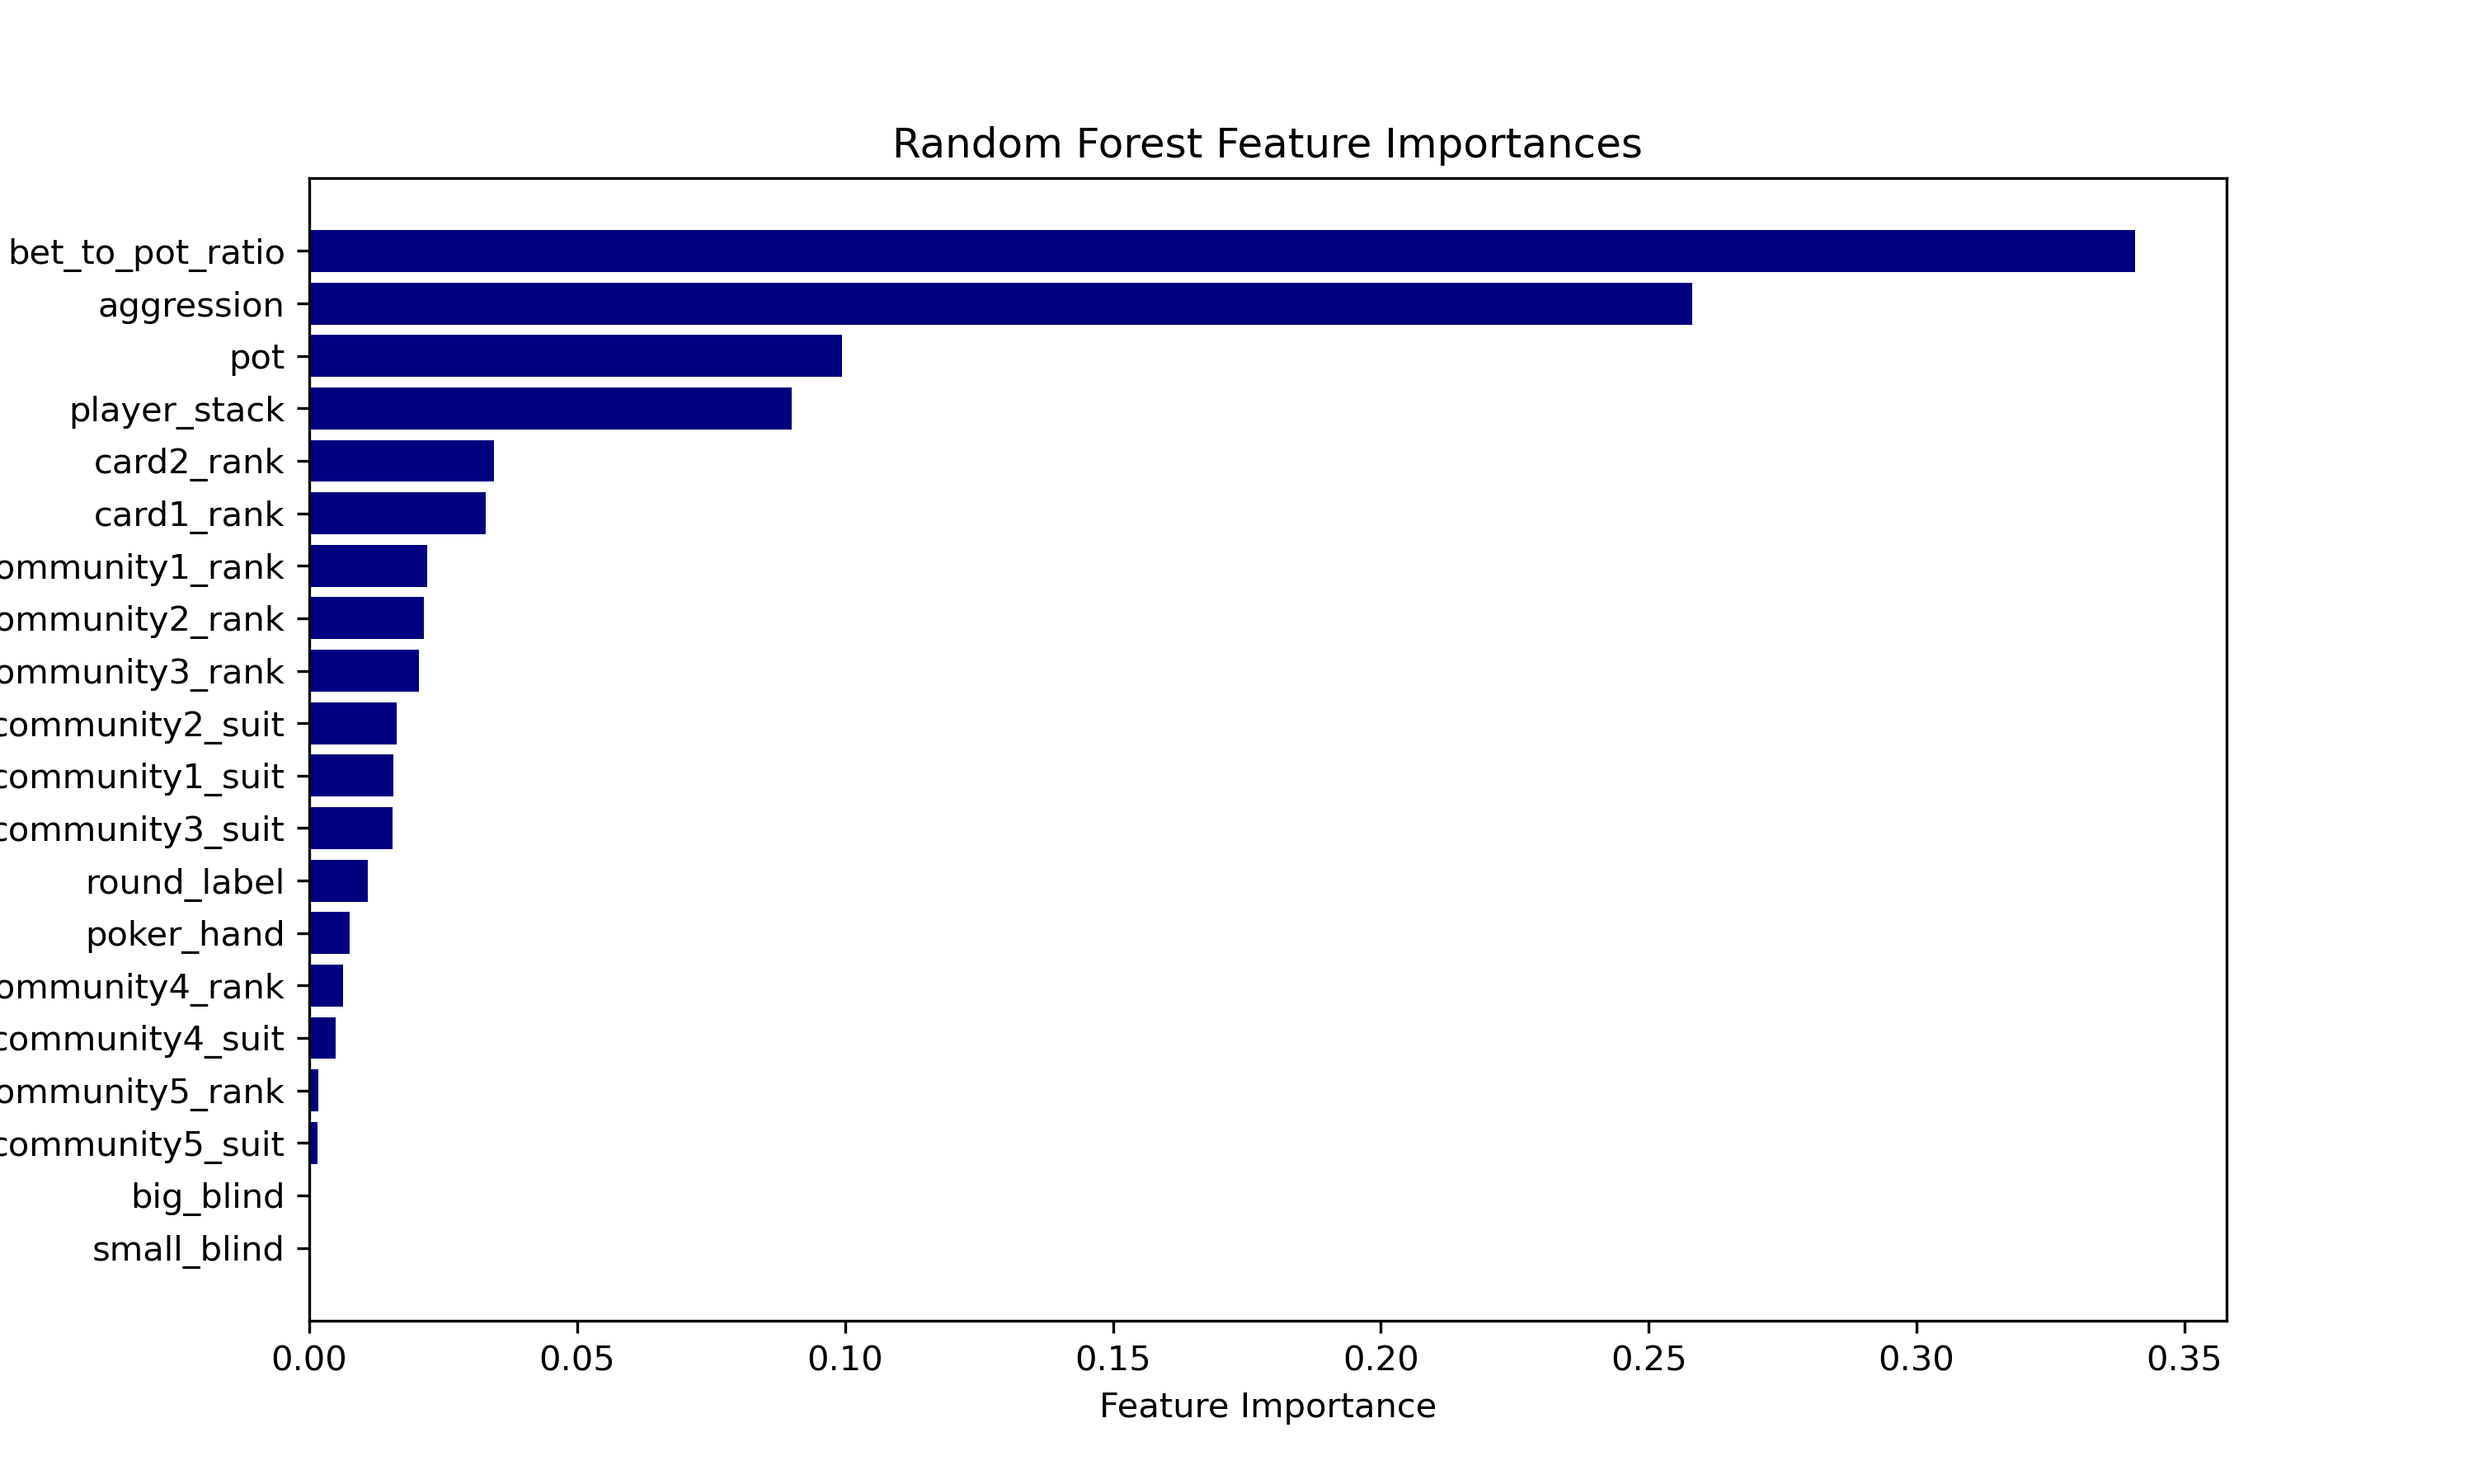 Random Forest Feature Importances
bet_to_pot_ratio
aggression
pot
player_stack
card2_rank
card1_rank
ommunity1_rank
ommunity2_rank
ommunity3_rank
community2_suit
community1_suit
community3_suit
round_label
poker_hand
ommunity4_rank
community4_suit
ommunity5_rank
community5_suit
big_blind
small_blind
0.00 0.05 0.10 0.15 0.20 0.25 0.30 0.35
Feature Importance